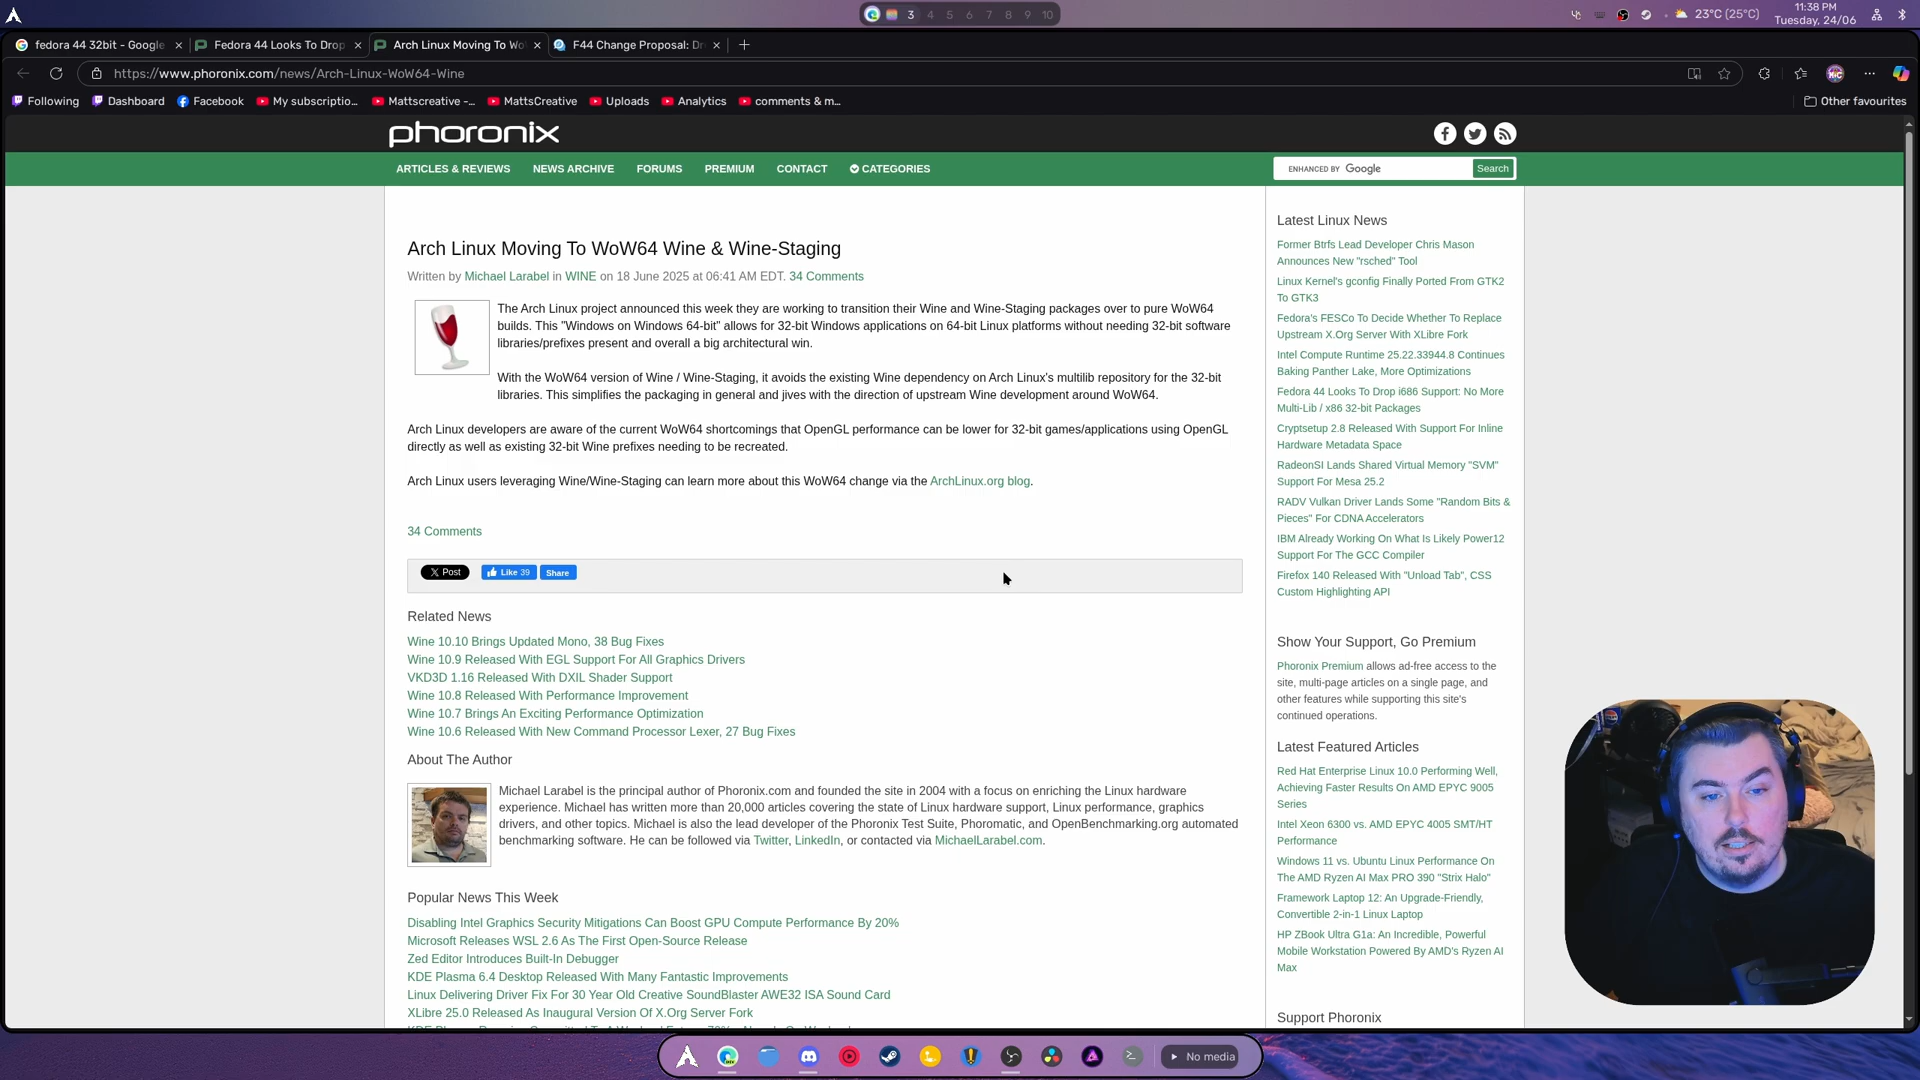 3 4 5 6 7 8 9 10
23°C (25°C)
11:38 PM
Tuesday, 24/06
fedora 44 32bit - Google
Fedora 44 Looks To Drop
Arch Linux Moving To Wo
F44 Change Proposal: Dr
https://www.phoronix.com/news/Arch-Linux-WoW64-Wine
Following
Dashboard
Facebook
My subscriptio...
Mattscreative -...
MattsCreative
Uploads
Analytics
comments & m...
Other favourites
phoronix
ARTICLES & REVIEWS
NEWS ARCHIVE
FORUMS
PREMIUM
CONTACT
CATEGORIES
ENHANCED BY Google
Search
Arch Linux Moving To WoW64 Wine & Wine-Staging
Written by Michael Larabel in WINE on 18 June 2025 at 06:41 AM EDT. 34 Comments
The Arch Linux project announced this week they are working to transition their Wine and Wine-Staging packages over to pure WoW64
builds. This "Windows on Windows 64-bit" allows for 32-bit Windows applications on 64-bit Linux platforms without needing 32-bit software
libraries/prefixes present and overall a big architectural win.
With the WoW64 version of Wine / Wine-Staging, it avoids the existing Wine dependency on Arch Linux's multilib repository for the 32-bit
libraries. This simplifies the packaging in general and jives with the direction of upstream Wine development around WoW64.
Arch Linux developers are aware of the current WoW64 shortcomings that OpenGL performance can be lower for 32-bit games/applications using OpenGL
directly as well as existing 32-bit Wine prefixes needing to be recreated.
Arch Linux users leveraging Wine/Wine-Staging can learn more about this WoW64 change via the ArchLinux.org blog.
34 Comments
X Post
Like 39
Share
Related News
Wine 10.10 Brings Updated Mono, 38 Bug Fixes
Wine 10.9 Released With EGL Support For All Graphics Drivers
VKD3D 1.16 Released With DXIL Shader Support
Wine 10.8 Released With Performance Improvement
Wine 10.7 Brings An Exciting Performance Optimization
Wine 10.6 Released With New Command Processor Lexer, 27 Bug Fixes
About The Author
Michael Larabel is the principal author of Phoronix.com and founded the site in 2004 with a focus on enriching the Linux hardware
experience. Michael has written more than 20,000 articles covering the state of Linux hardware support, Linux performance, graphics
drivers, and other topics. Michael is also the lead developer of the Phoronix Test Suite, Phoromatic, and OpenBenchmarking.org automated
benchmarking software. He can be followed via Twitter, LinkedIn, or contacted via MichaelLarabel.com.
Popular News This Week
Disabling Intel Graphics Security Mitigations Can Boost GPU Compute Performance By 20%
Microsoft Releases WSL 2.6 As The First Open-Source Release
Zed Editor Introduces Built-In Debugger
KDE Plasma 6.4 Desktop Released With Many Fantastic Improvements
Linux Delivering Driver Fix For 30 Year Old Creative SoundBlaster AWE32 ISA Sound Card
XLibre 25.0 Released As Inaugural Version Of X.Org Server Fork
Latest Linux News
Former Btrfs Lead Developer Chris Mason
Announces New "rsched" Tool
Linux Kernel's gconfig Finally Ported From GTK2
To GTK3
Fedora's FESCo To Decide Whether To Replace
Upstream X.Org Server With XLibre Fork
Intel Compute Runtime 25.22.33944.8 Continues
Baking Panther Lake, More Optimizations
Fedora 44 Looks To Drop i686 Support: No More
Multi-Lib / x86 32-bit Packages
Cryptsetup 2.8 Released With Support For Inline
Hardware Metadata Space
RadeonSI Lands Shared Virtual Memory "SVM"
Support For Mesa 25.2
RADV Vulkan Driver Lands Some "Random Bits &
Pieces" For CDNA Accelerators
IBM Already Working On What Is Likely Power12
Support For The GCC Compiler
Firefox 140 Released With "Unload Tab", CSS
Custom Highlighting API
Show Your Support, Go Premium
Phoronix Premium allows ad-free access to the
site, multi-page articles on a single page, and
other features while supporting this site's
continued operations.
Latest Featured Articles
Red Hat Enterprise Linux 10.0 Performing Well,
Achieving Faster Results On AMD EPYC 9005
Series
Intel Xeon 6300 vs. AMD EPYC 4005 SMT/HT
Performance
Windows 11 vs. Ubuntu Linux Performance On
The AMD Ryzen AI Max PRO 390 "Strix Halo"
Framework Laptop 12: An Upgrade-Friendly,
Convertible 2-in-1 Linux Laptop
HP ZBook Ultra G1a: An Incredible, Powerful
Mobile Workstation Powered By AMD's Ryzen AI
Max
Support Phoronix
No media